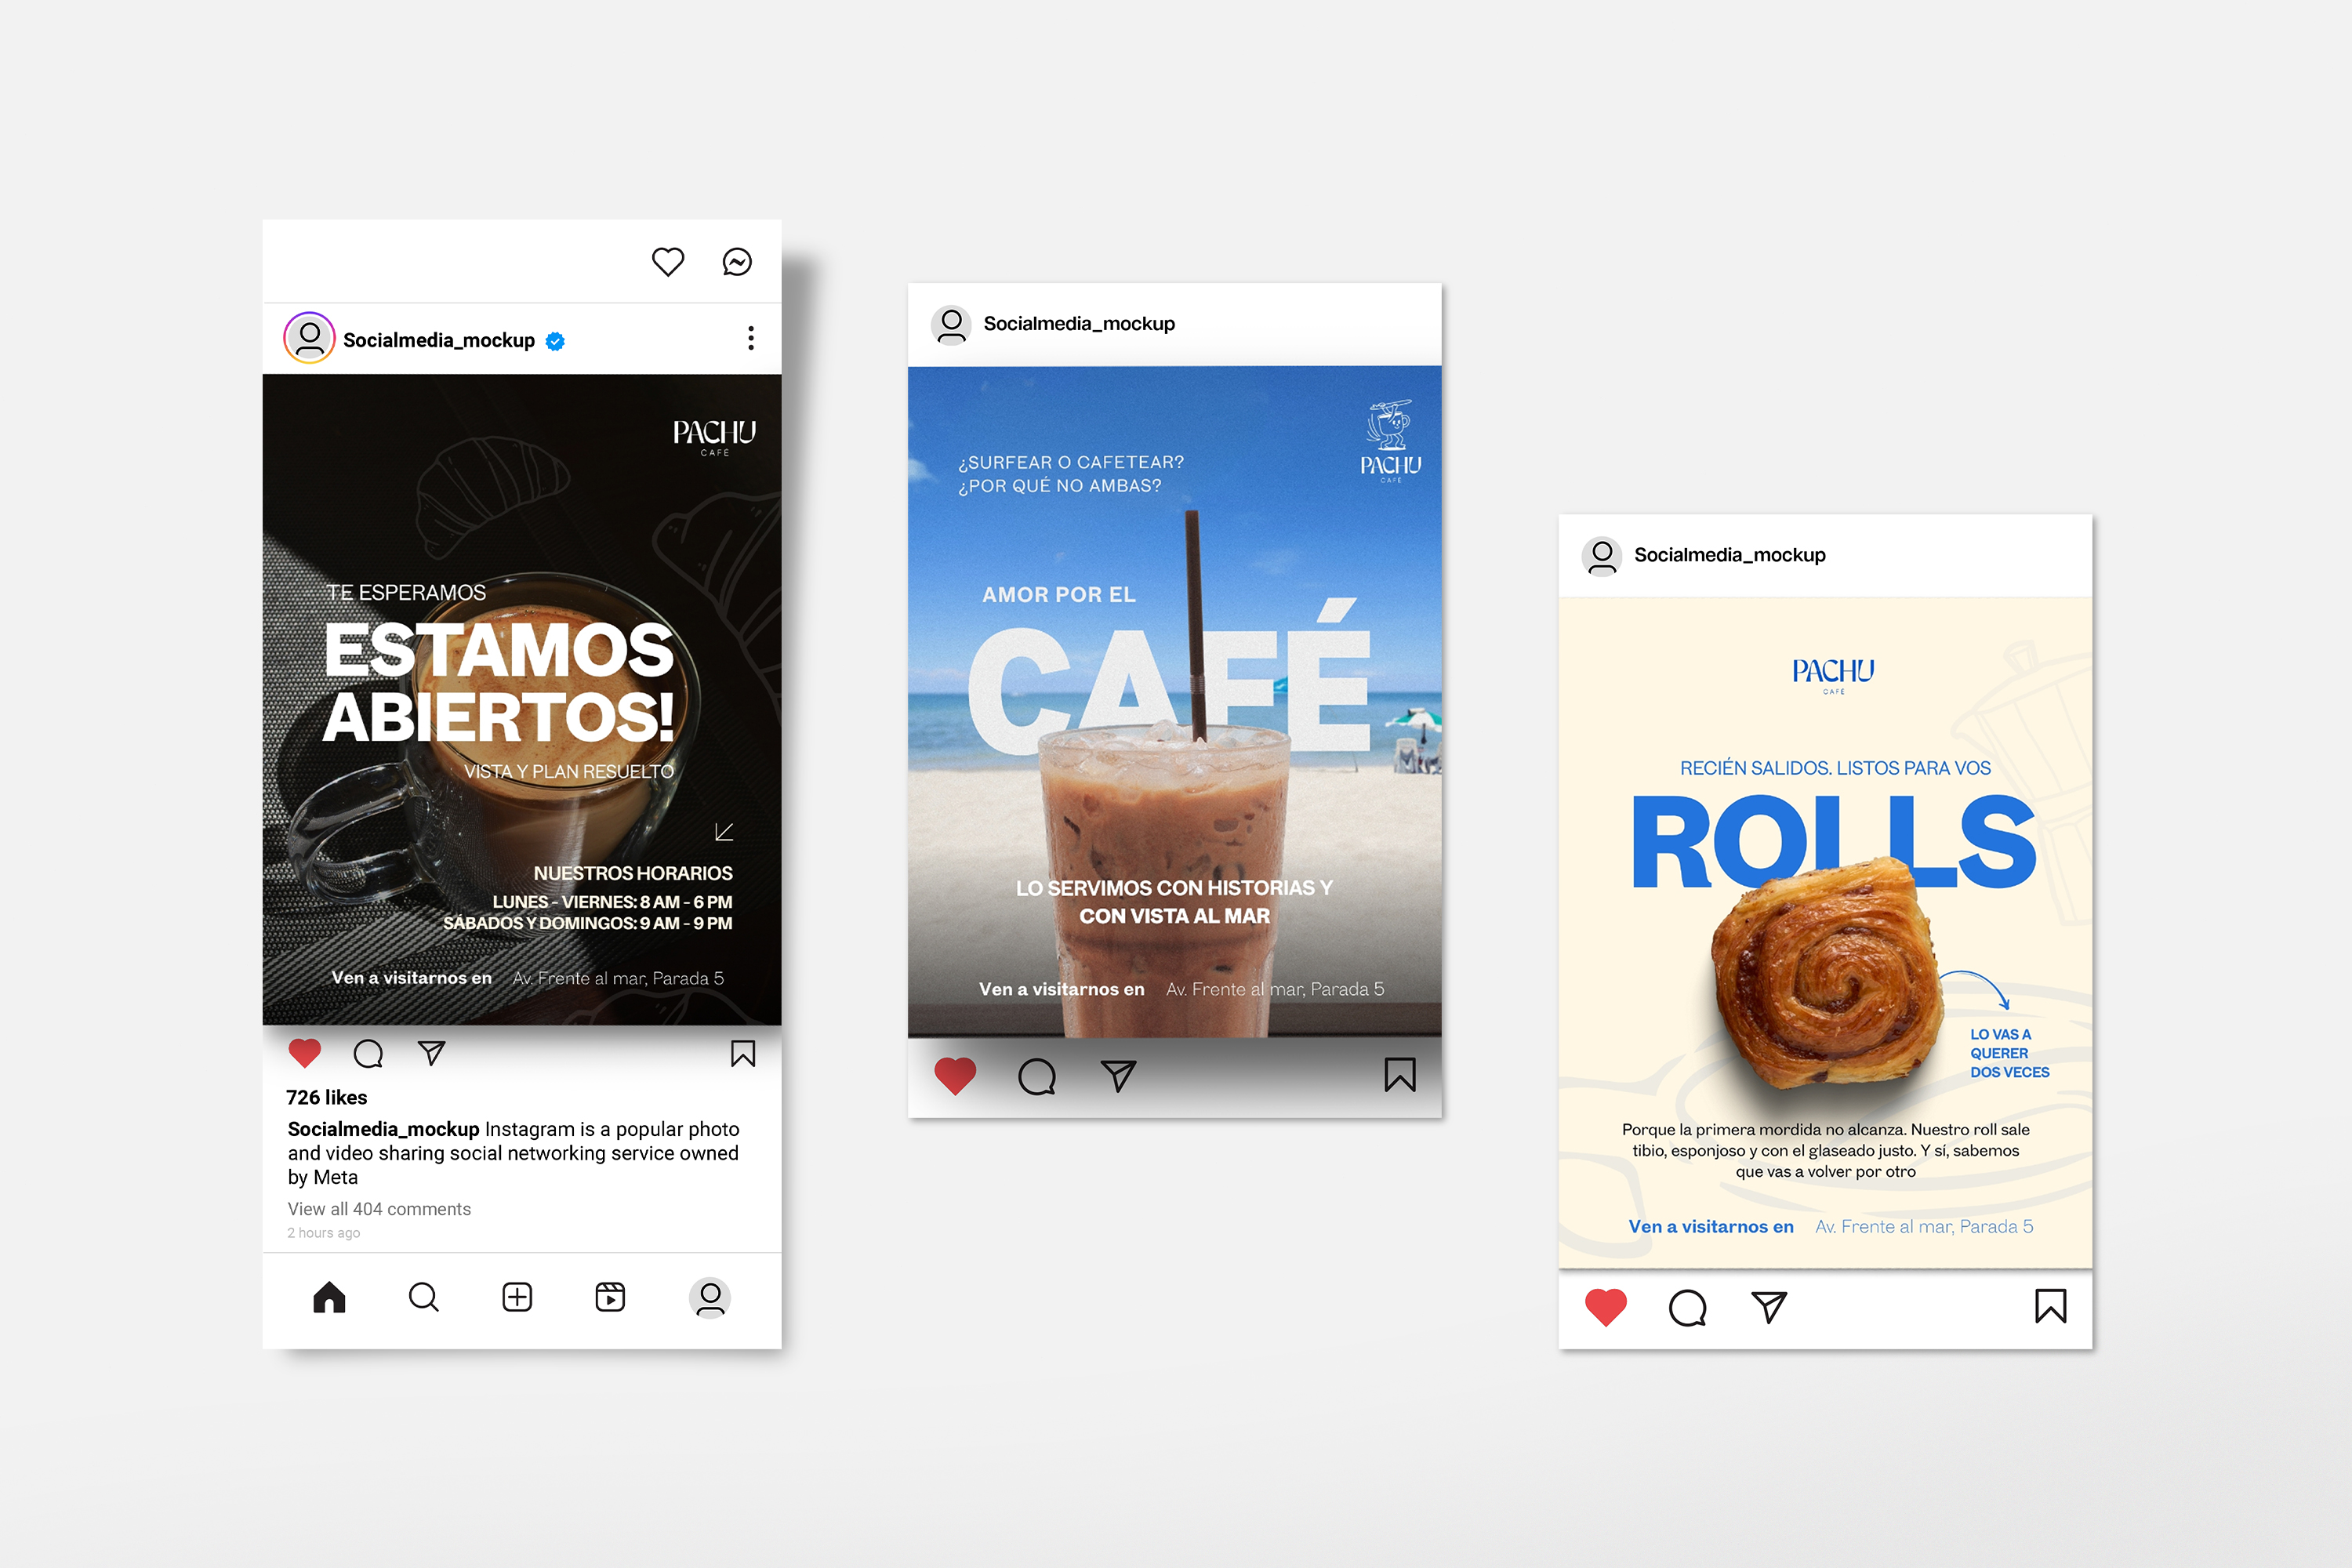 Socialmedia_mockup
PACHU
CAFÉ
TE ESPERAMOS
ESTAMOS
ABIERTOS!
VISTA Y PLAN RESUELTO
NUESTROS HORARIOS
LUNES - VIERNES: 8 AM - 6 PM
SÁBADOS Y DOMINGOS: 9 AM - 9 PM
Ven a visitarnos en Av. Frente al mar, Parada 5
726 likes
Socialmedia_mockup Instagram is a popular photo
and video sharing social networking service owned
by Meta
View all 404 comments
2 hours ago
Socialmedia_mockup
PACHU
CAFÉ
¿SURFEAR O CAFETEAR?
¿POR QUÉ NO AMBAS?
AMOR POR EL
CAFÉ
LO SERVIMOS CON HISTORIAS Y
CON VISTA AL MAR
Ven a visitarnos en Av. Frente al mar, Parada 5
Socialmedia_mockup
PACHU
CAFÉ
RECIÉN SALIDOS. LISTOS PARA VOS
ROLLS
LO VAS A
QUERER
DOS VECES
Porque la primera mordida no alcanza. Nuestro roll sale
tibio, esponjoso y con el glaseado justo. Y sí, sabemos
que vas a volver por otro
Ven a visitarnos en Av. Frente al mar, Parada 5